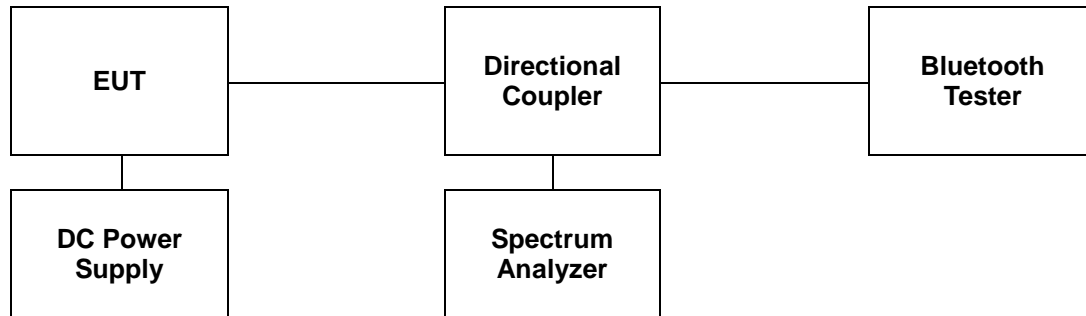 EUT
Directional
Coupler
Bluetooth
Tester
DC Power
Supply
Spectrum
Analyzer